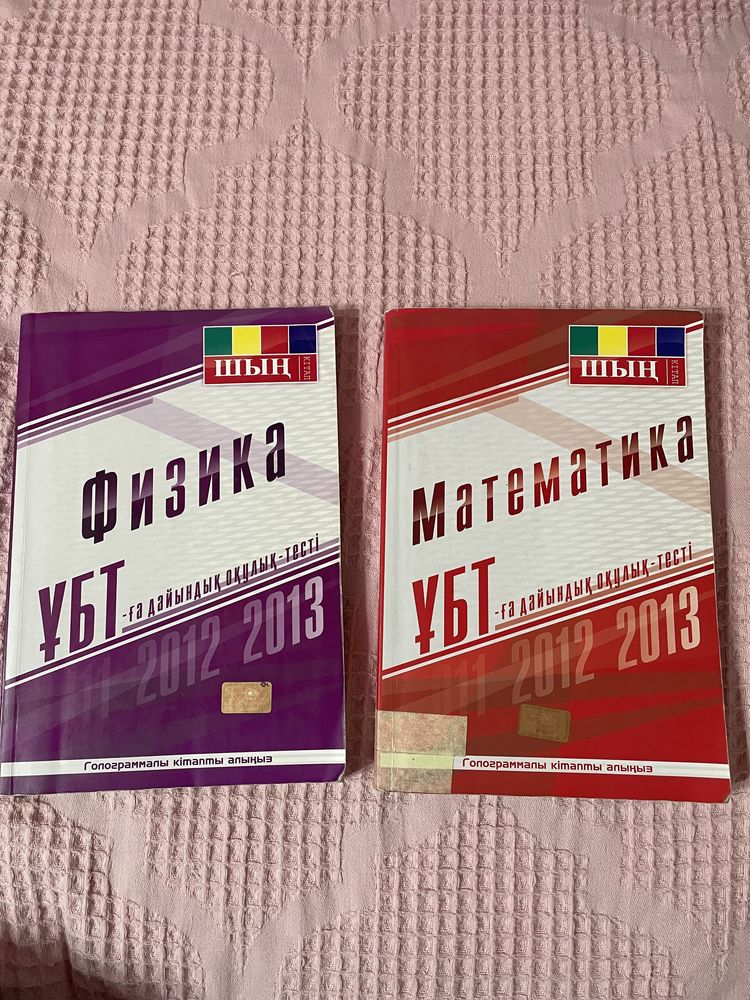 ШЫҢ
КІТАП
Физика
ҰБТ-ға дайындық оқулық-тесті
2012 2013
Голограммалы кітапты алыңыз
ШЫҢ
КІТАП
Математика
ҰБТ-ға дайындық оқулық-тесті
11 2012 2013
Голограммалы кітапты алыңыз